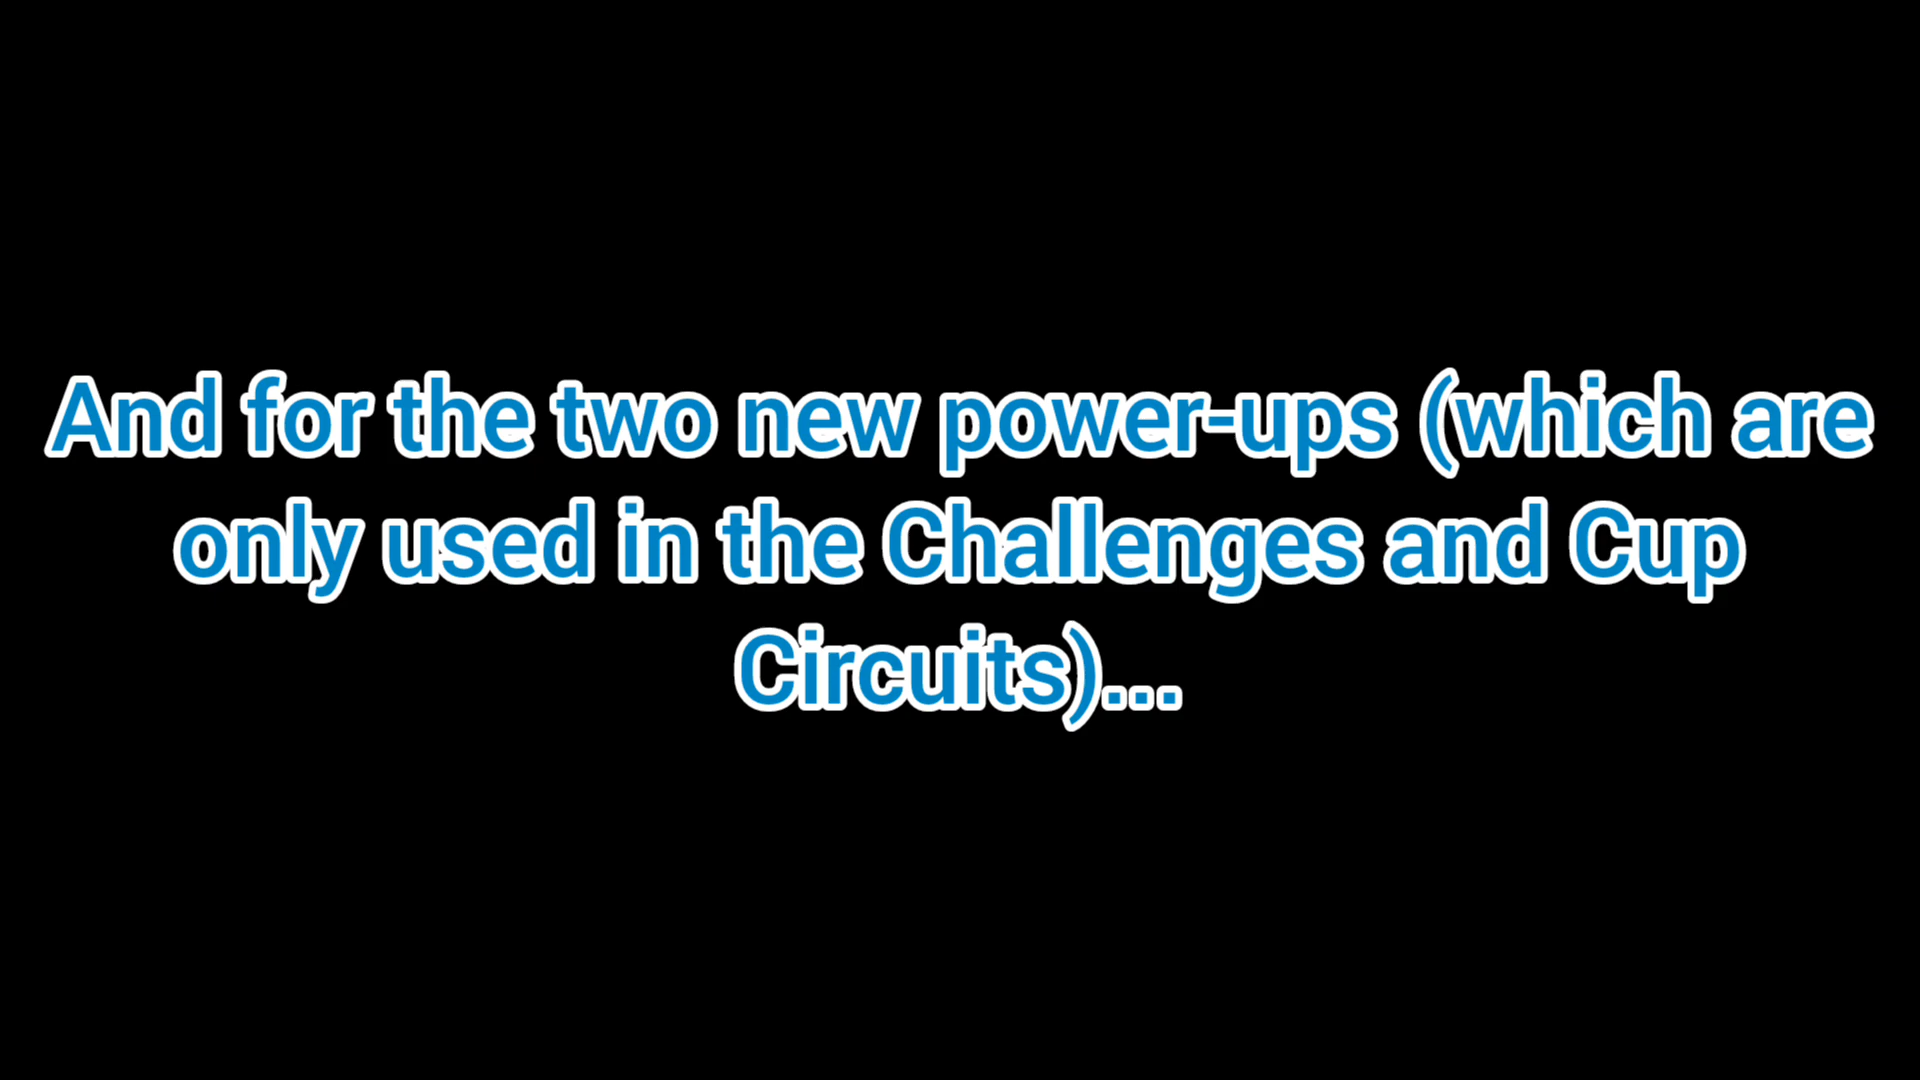 And for the two new power-ups (which are
only used in the Challenges and Cup
Circuits)...